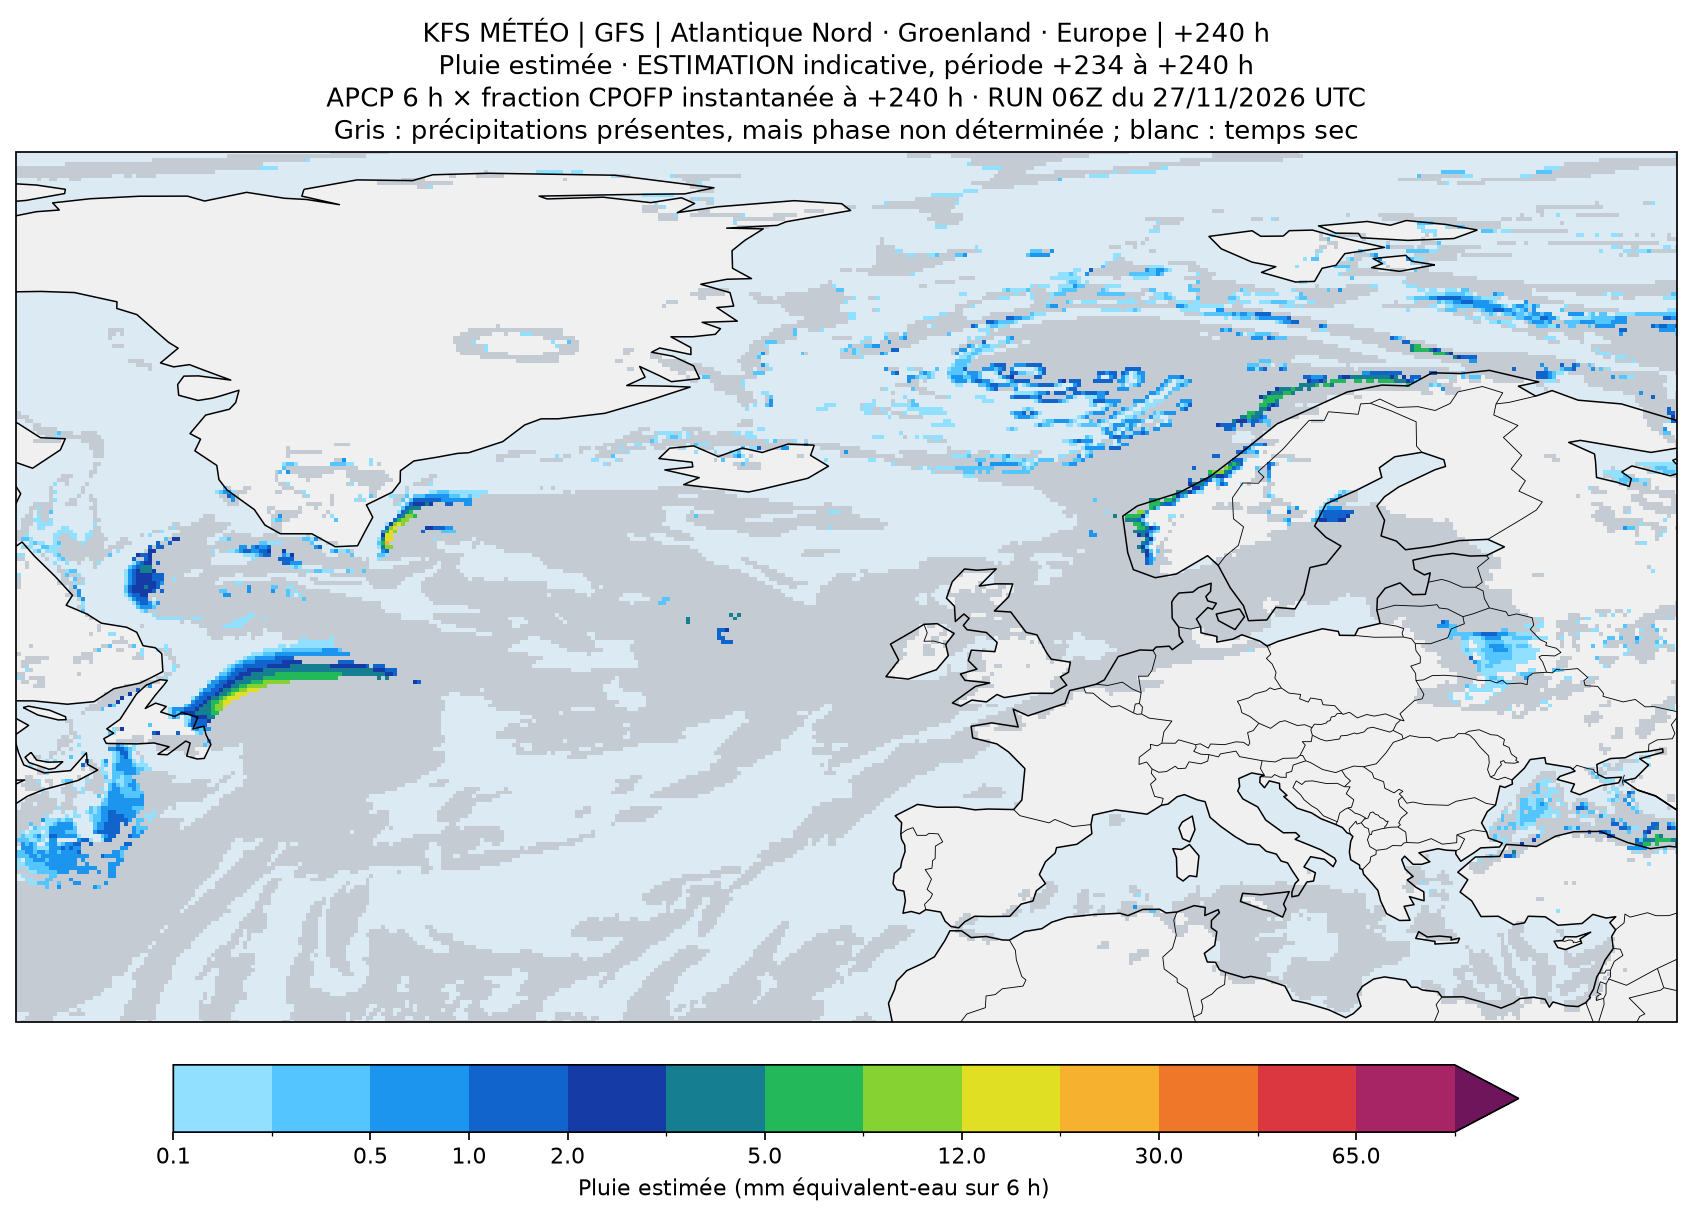 KFS MÉTÉO | GFS | Atlantique Nord · Groenland · Europe | +240 h
Pluie estimée · ESTIMATION indicative, période +234 à +240 h
APCP 6 h × fraction CPOFP instantanée à +240 h · RUN 06Z du 27/11/2026 UTC
Gris : précipitations présentes, mais phase non déterminée ; blanc : temps sec
0.1 0.5 1.0 2.0 5.0 12.0 30.0 65.0
Pluie estimée (mm équivalent-eau sur 6 h)